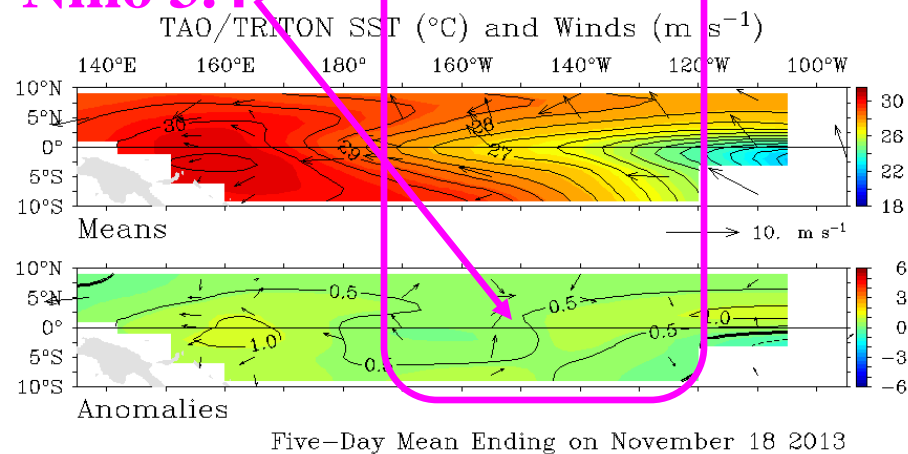 Nino 3.4
TAO/TRITON SST (°C) and Winds (m s⁻¹)
140°E 160°E 180° 160°W 140°W 120°W 100°W
10°N
5°N
0°
5°S
10°S
30
29
28
27
30
26
22
18
Means
10. m s⁻¹
10°N
5°N
0°
5°S
10°S
0.5
0.5
1.0
1.0
0.5
6
3
0
−3
−6
Anomalies
Five−Day Mean Ending on November 18 2013